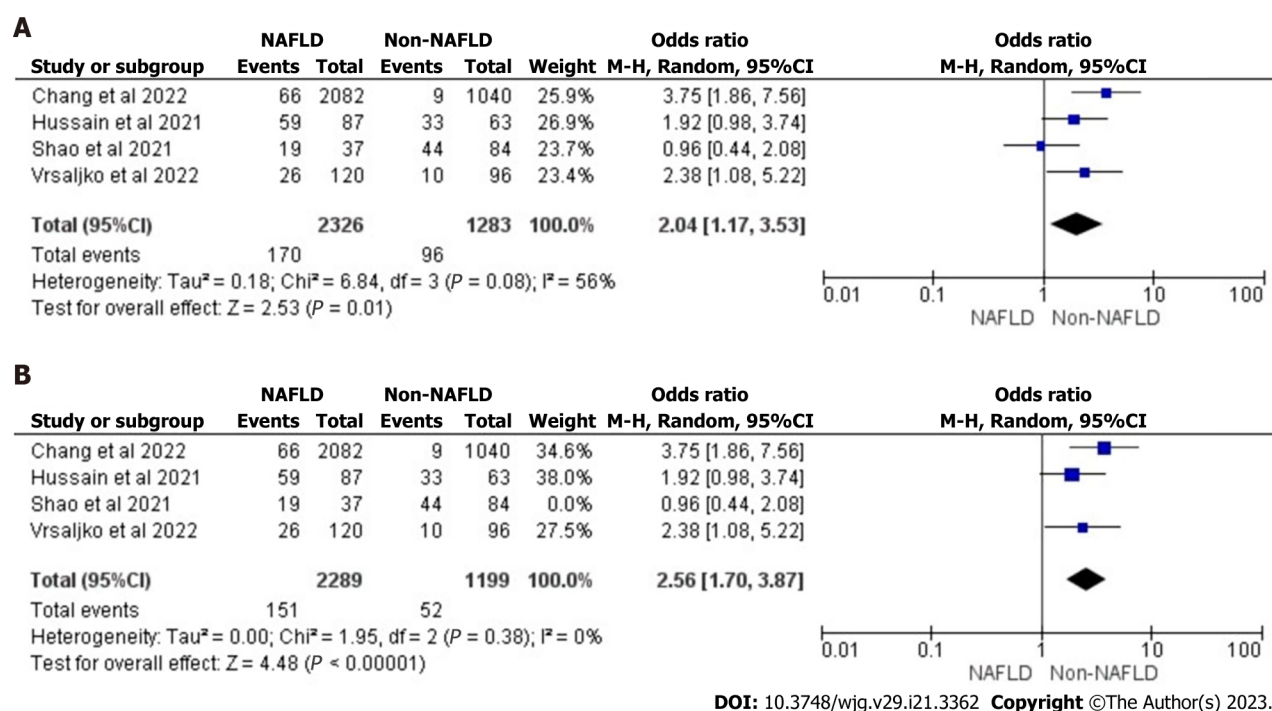 A
NAFLD Non-NAFLD Odds ratio Odds ratio
Study or subgroup Events Total Events Total Weight M-H, Random, 95%CI M-H, Random, 95%CI
Chang et al 2022 66 2082 9 1040 25.9% 3.75 [1.86, 7.56]
Hussain et al 2021 59 87 33 63 26.9% 1.92 [0.98, 3.74]
Shao et al 2021 19 37 44 84 23.7% 0.96 [0.44, 2.08]
Vrsaljko et al 2022 26 120 10 96 23.4% 2.38 [1.08, 5.22]
Total (95%CI) 2326 1283 100.0% 2.04 [1.17, 3.53]
Total events 170 96
Heterogeneity: Tau² = 0.18; Chi² = 6.84, df = 3 (P = 0.08); I² = 56%
Test for overall effect: Z = 2.53 (P = 0.01)
0.01 0.1 1 10 100
NAFLD Non-NAFLD
B
NAFLD Non-NAFLD Odds ratio Odds ratio
Study or subgroup Events Total Events Total Weight M-H, Random, 95%CI M-H, Random, 95%CI
Chang et al 2022 66 2082 9 1040 34.6% 3.75 [1.86, 7.56]
Hussain et al 2021 59 87 33 63 38.0% 1.92 [0.98, 3.74]
Shao et al 2021 19 37 44 84 0.0% 0.96 [0.44, 2.08]
Vrsaljko et al 2022 26 120 10 96 27.5% 2.38 [1.08, 5.22]
Total (95%CI) 2289 1199 100.0% 2.56 [1.70, 3.87]
Total events 151 52
Heterogeneity: Tau² = 0.00; Chi² = 1.95, df = 2 (P = 0.38); I² = 0%
Test for overall effect: Z = 4.48 (P < 0.00001)
0.01 0.1 1 10 100
NAFLD Non-NAFLD
DOI: 10.3748/wjg.v29.i21.3362 Copyright ©The Author(s) 2023.